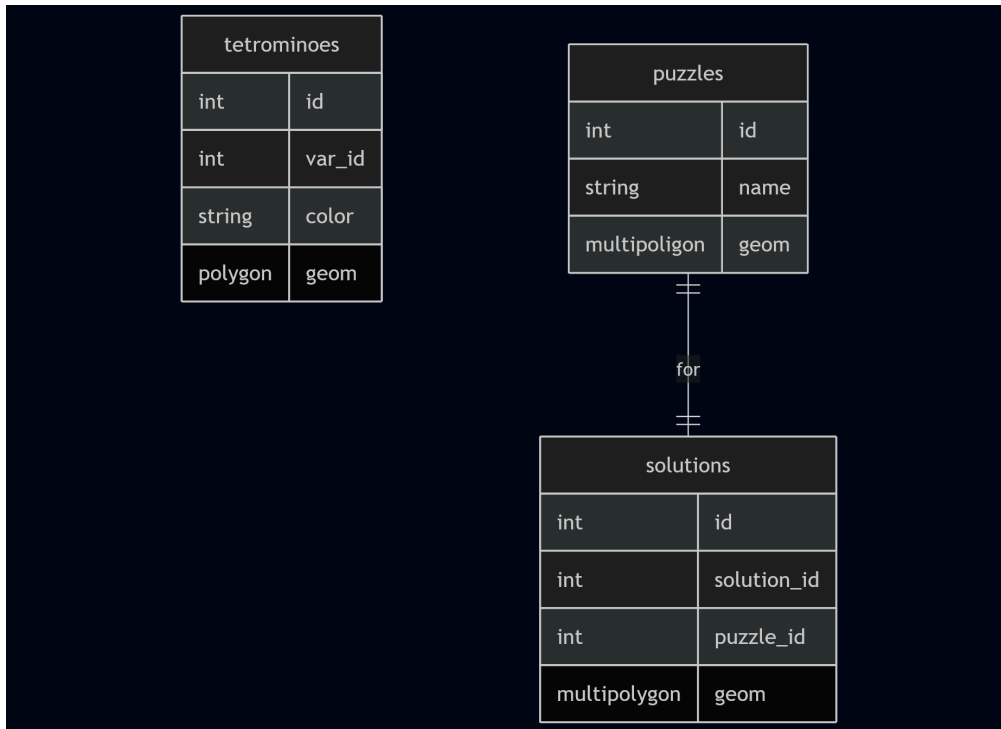 tetrominoes
int id
int var_id
string color
polygon geom
puzzles
int id
string name
multipoligon geom
for
solutions
int id
int solution_id
int puzzle_id
multipolygon geom